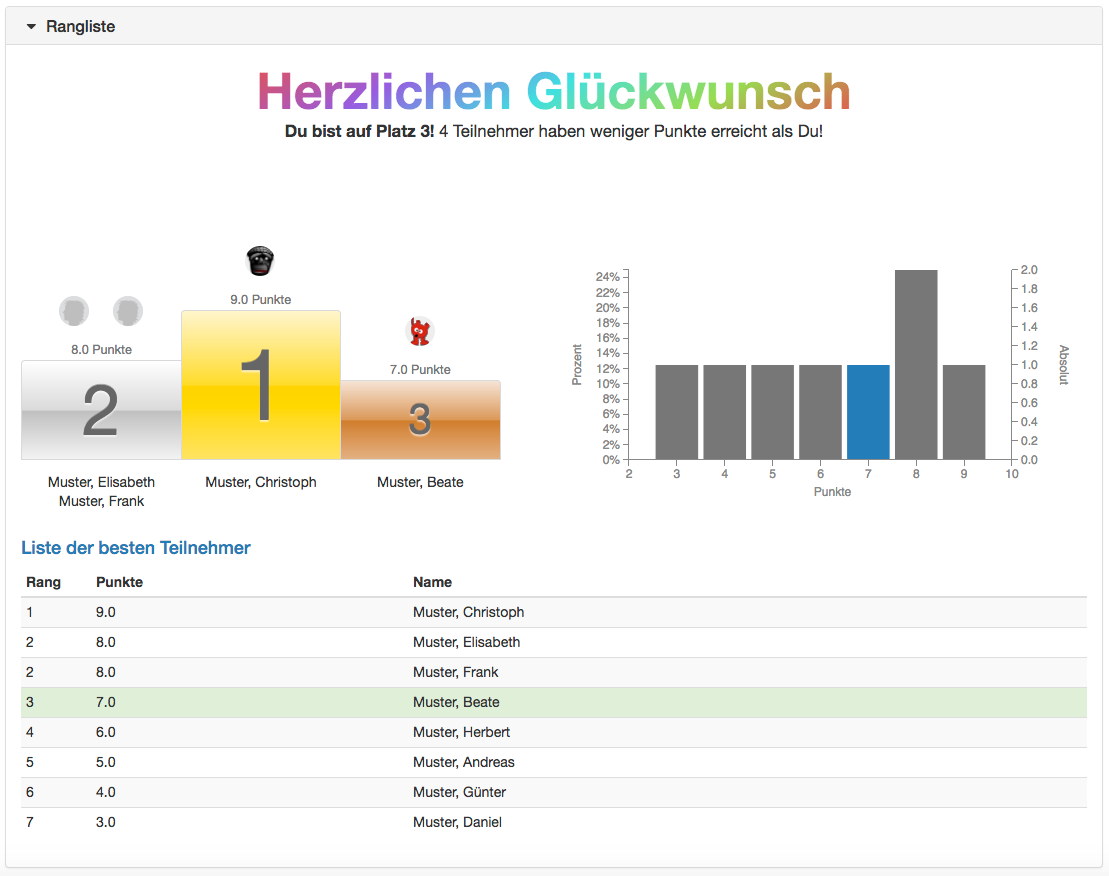 Rangliste
Herzlichen Glückwunsch
Du bist auf Platz 3! 4 Teilnehmer haben weniger Punkte erreicht als Du!
9.0 Punkte
8.0 Punkte
7.0 Punkte
2
1
3
Muster, Elisabeth
Muster, Frank
Muster, Christoph
Muster, Beate
Prozent
24%
22%
20%
18%
16%
14%
12%
10%
8%
6%
4%
2%
0%
2 3 4 5 6 7 8 9 10
Punkte
2.0
1.8
1.6
1.4
1.2
1.0
0.8
0.6
0.4
0.2
0.0
Absolut
Liste der besten Teilnehmer
Rang Punkte Name
1 9.0 Muster, Christoph
2 8.0 Muster, Elisabeth
2 8.0 Muster, Frank
3 7.0 Muster, Beate
4 6.0 Muster, Herbert
5 5.0 Muster, Andreas
6 4.0 Muster, Günter
7 3.0 Muster, Daniel